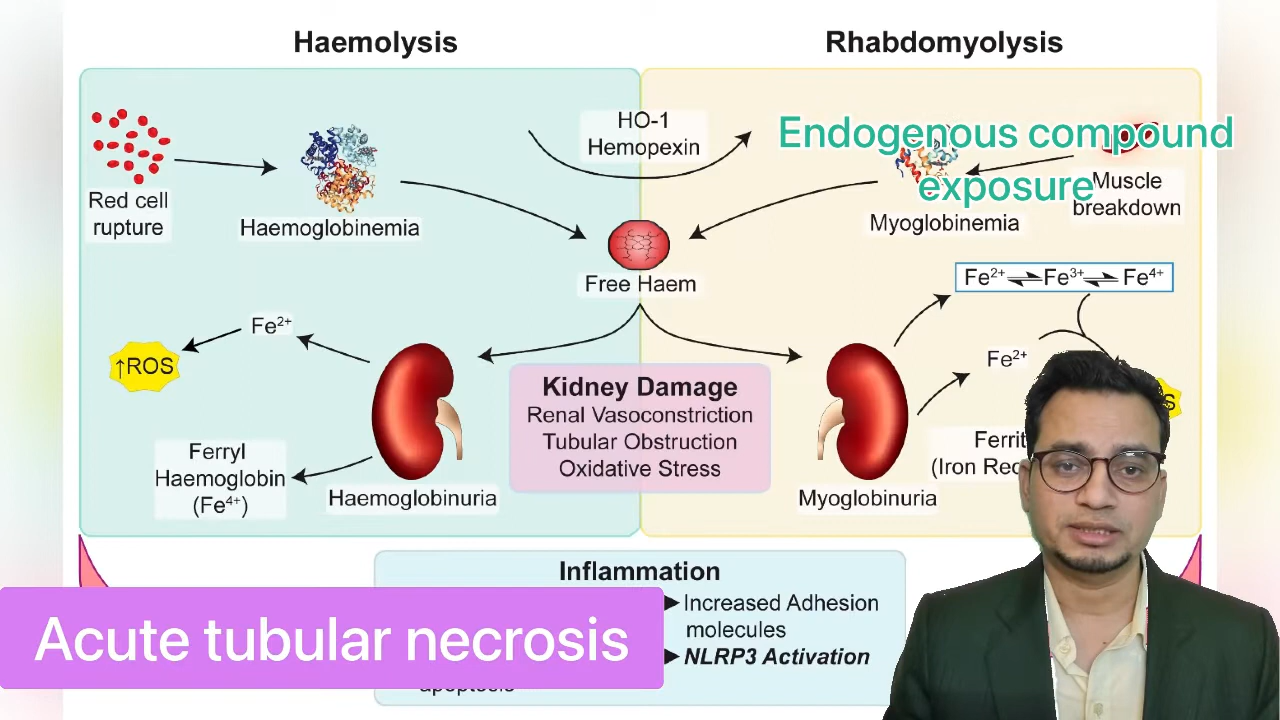 Haemolysis
Rhabdomyolysis
HO-1
Hemopexin
Endogenous compound
exposure
Red cell
rupture
Haemoglobinemia
Myoglobinemia
Muscle
breakdown
Free Haem
Fe²⁺ ⇌ Fe³⁺ ⇌ Fe⁴⁺
Fe²⁺
↑ROS
Fe²⁺
Kidney Damage
Renal Vasoconstriction
Tubular Obstruction
Oxidative Stress
Ferryl
Haemoglobin
(Fe⁴⁺)
Haemoglobinuria
Myoglobinuria
Inflammation
Increased Adhesion
molecules
NLRP3 Activation
Acute tubular necrosis